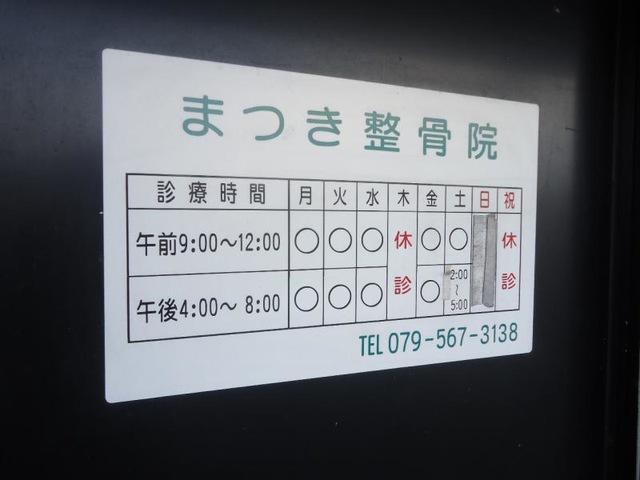 まつき整骨院
診療時間 月 火 水 木 金 土 日 祝
午前9:00〜12:00 ○ ○ ○ 休診 ○ ○ 休診
午後4:00〜8:00 ○ ○ ○ ○ 2:00〜5:00
TEL 079-567-3138